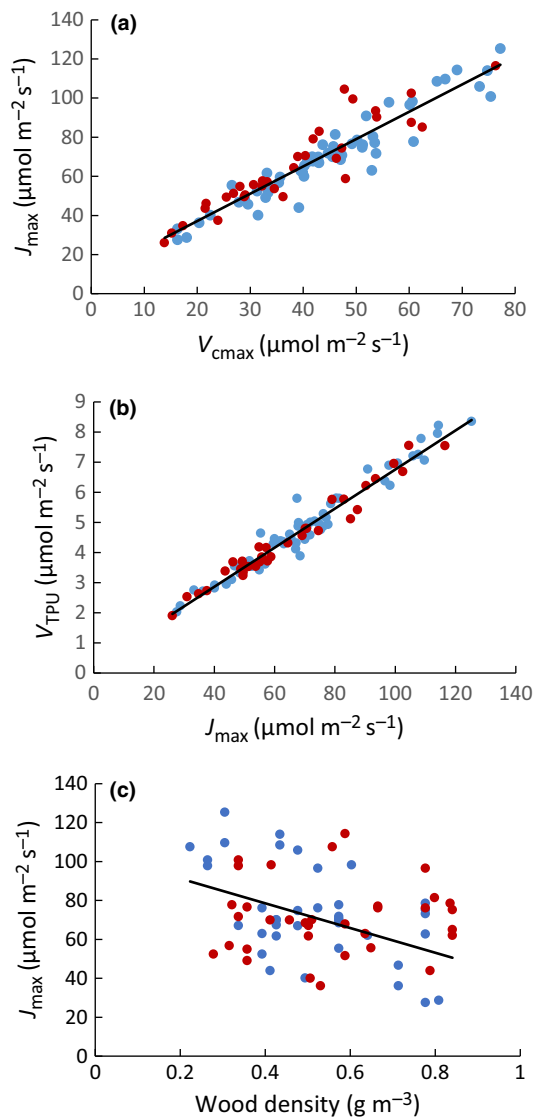 (a)
140
120
100
80
60
40
20
0
0 10 20 30 40 50 60 70 80
Jmax (µmol m−2 s−1)
Vcmax (µmol m−2 s−1)
(b)
9
8
7
6
5
4
3
2
1
0
0 20 40 60 80 100 120 140
VTPU (µmol m−2 s−1)
Jmax (µmol m−2 s−1)
(c)
140
120
100
80
60
40
20
0
0 0.2 0.4 0.6 0.8 1
Jmax (µmol m−2 s−1)
Wood density (g m−3)